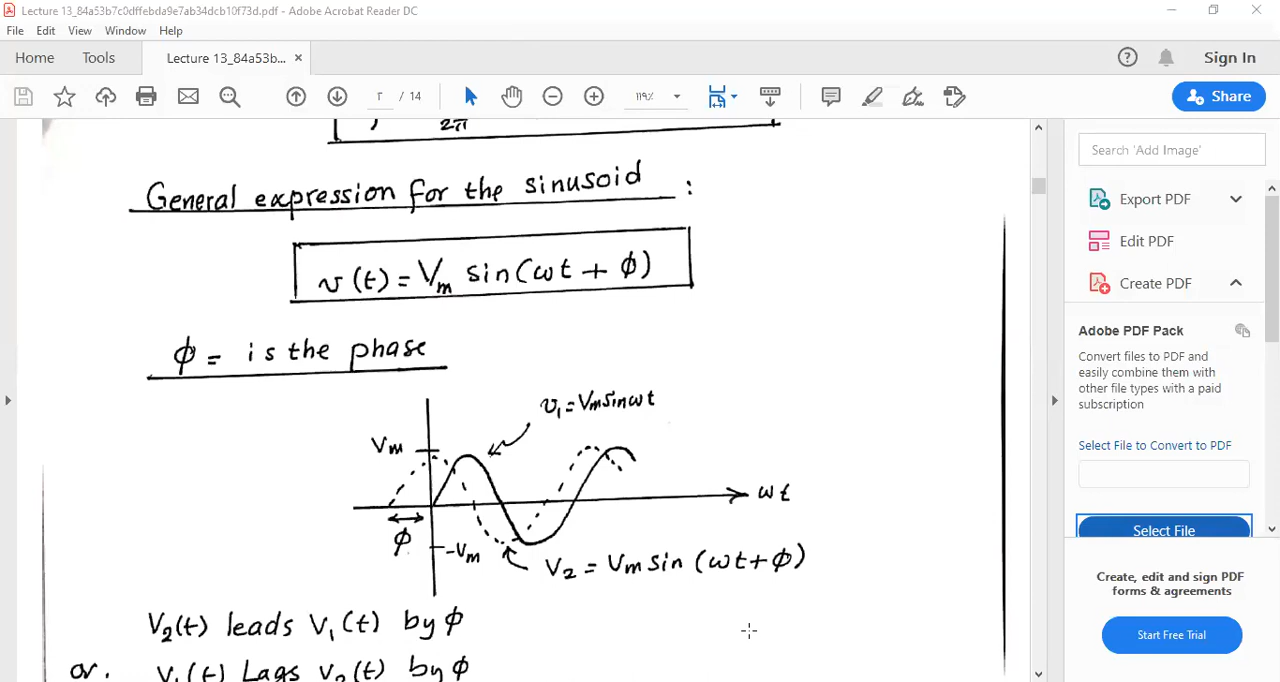 Lecture 13_84a53b7c0dffebda9e7ab34dcb10f73d.pdf - Adobe Acrobat Reader DC
File Edit View Window Help
Home Tools Lecture 13_84a53b... ×
Sign In
٢ / 14
١١٩%
Share
2π
General expression for the sinusoid :
v(t) = Vm sin(ωt + φ)
φ = is the phase
v₁ = Vm sin ωt
Vm
ωt
φ
-Vm
V₂ = Vm sin (ωt + φ)
V₂(t) leads V₁(t) by φ
or. V₁(t) Lags V₂(t) by φ
Search 'Add Image'
Export PDF
Edit PDF
Create PDF
Adobe PDF Pack
Convert files to PDF and
easily combine them with
other file types with a paid
subscription
Select File to Convert to PDF
Select File
Create, edit and sign PDF
forms & agreements
Start Free Trial